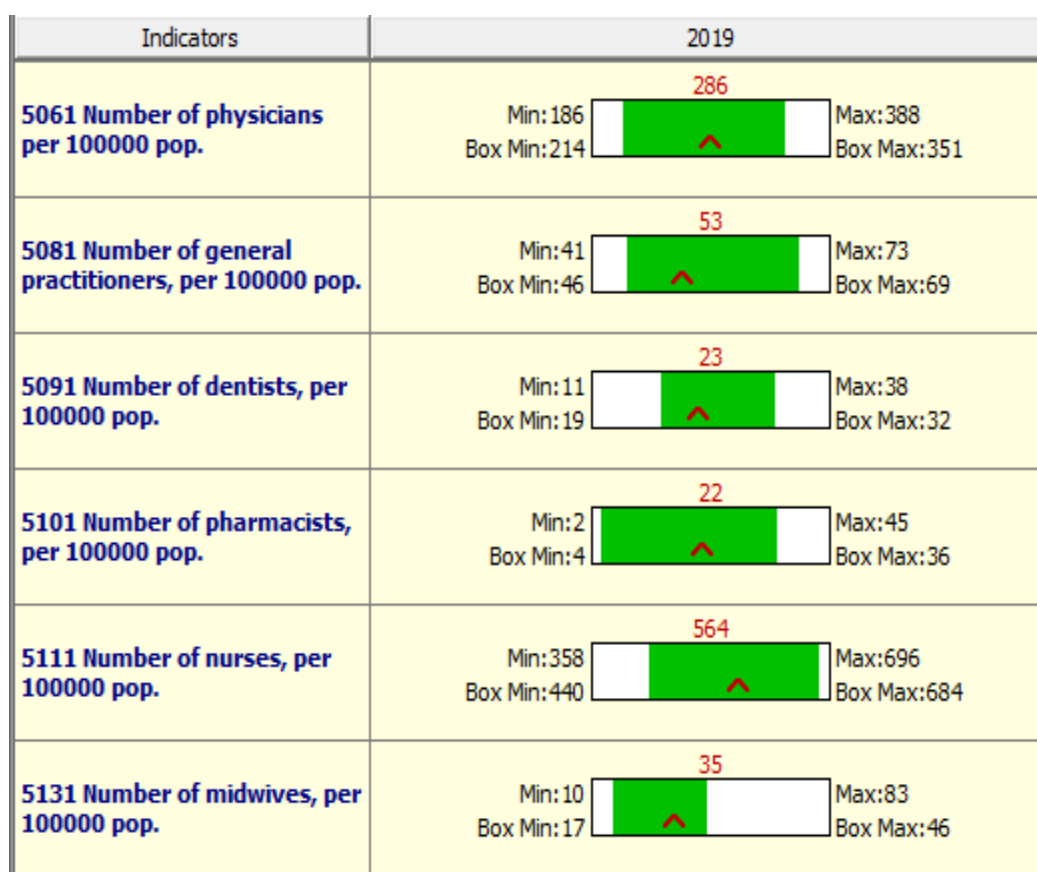 Indicators
2019
5061 Number of physicians
per 100000 pop.
286
Min:186
Max:388
Box Min:214
Box Max:351
5081 Number of general
practitioners, per 100000 pop.
53
Min:41
Max:73
Box Min:46
Box Max:69
5091 Number of dentists, per
100000 pop.
23
Min:11
Max:38
Box Min:19
Box Max:32
5101 Number of pharmacists,
per 100000 pop.
22
Min:2
Max:45
Box Min:4
Box Max:36
5111 Number of nurses, per
100000 pop.
564
Min:358
Max:696
Box Min:440
Box Max:684
5131 Number of midwives, per
100000 pop.
35
Min:10
Max:83
Box Min:17
Box Max:46